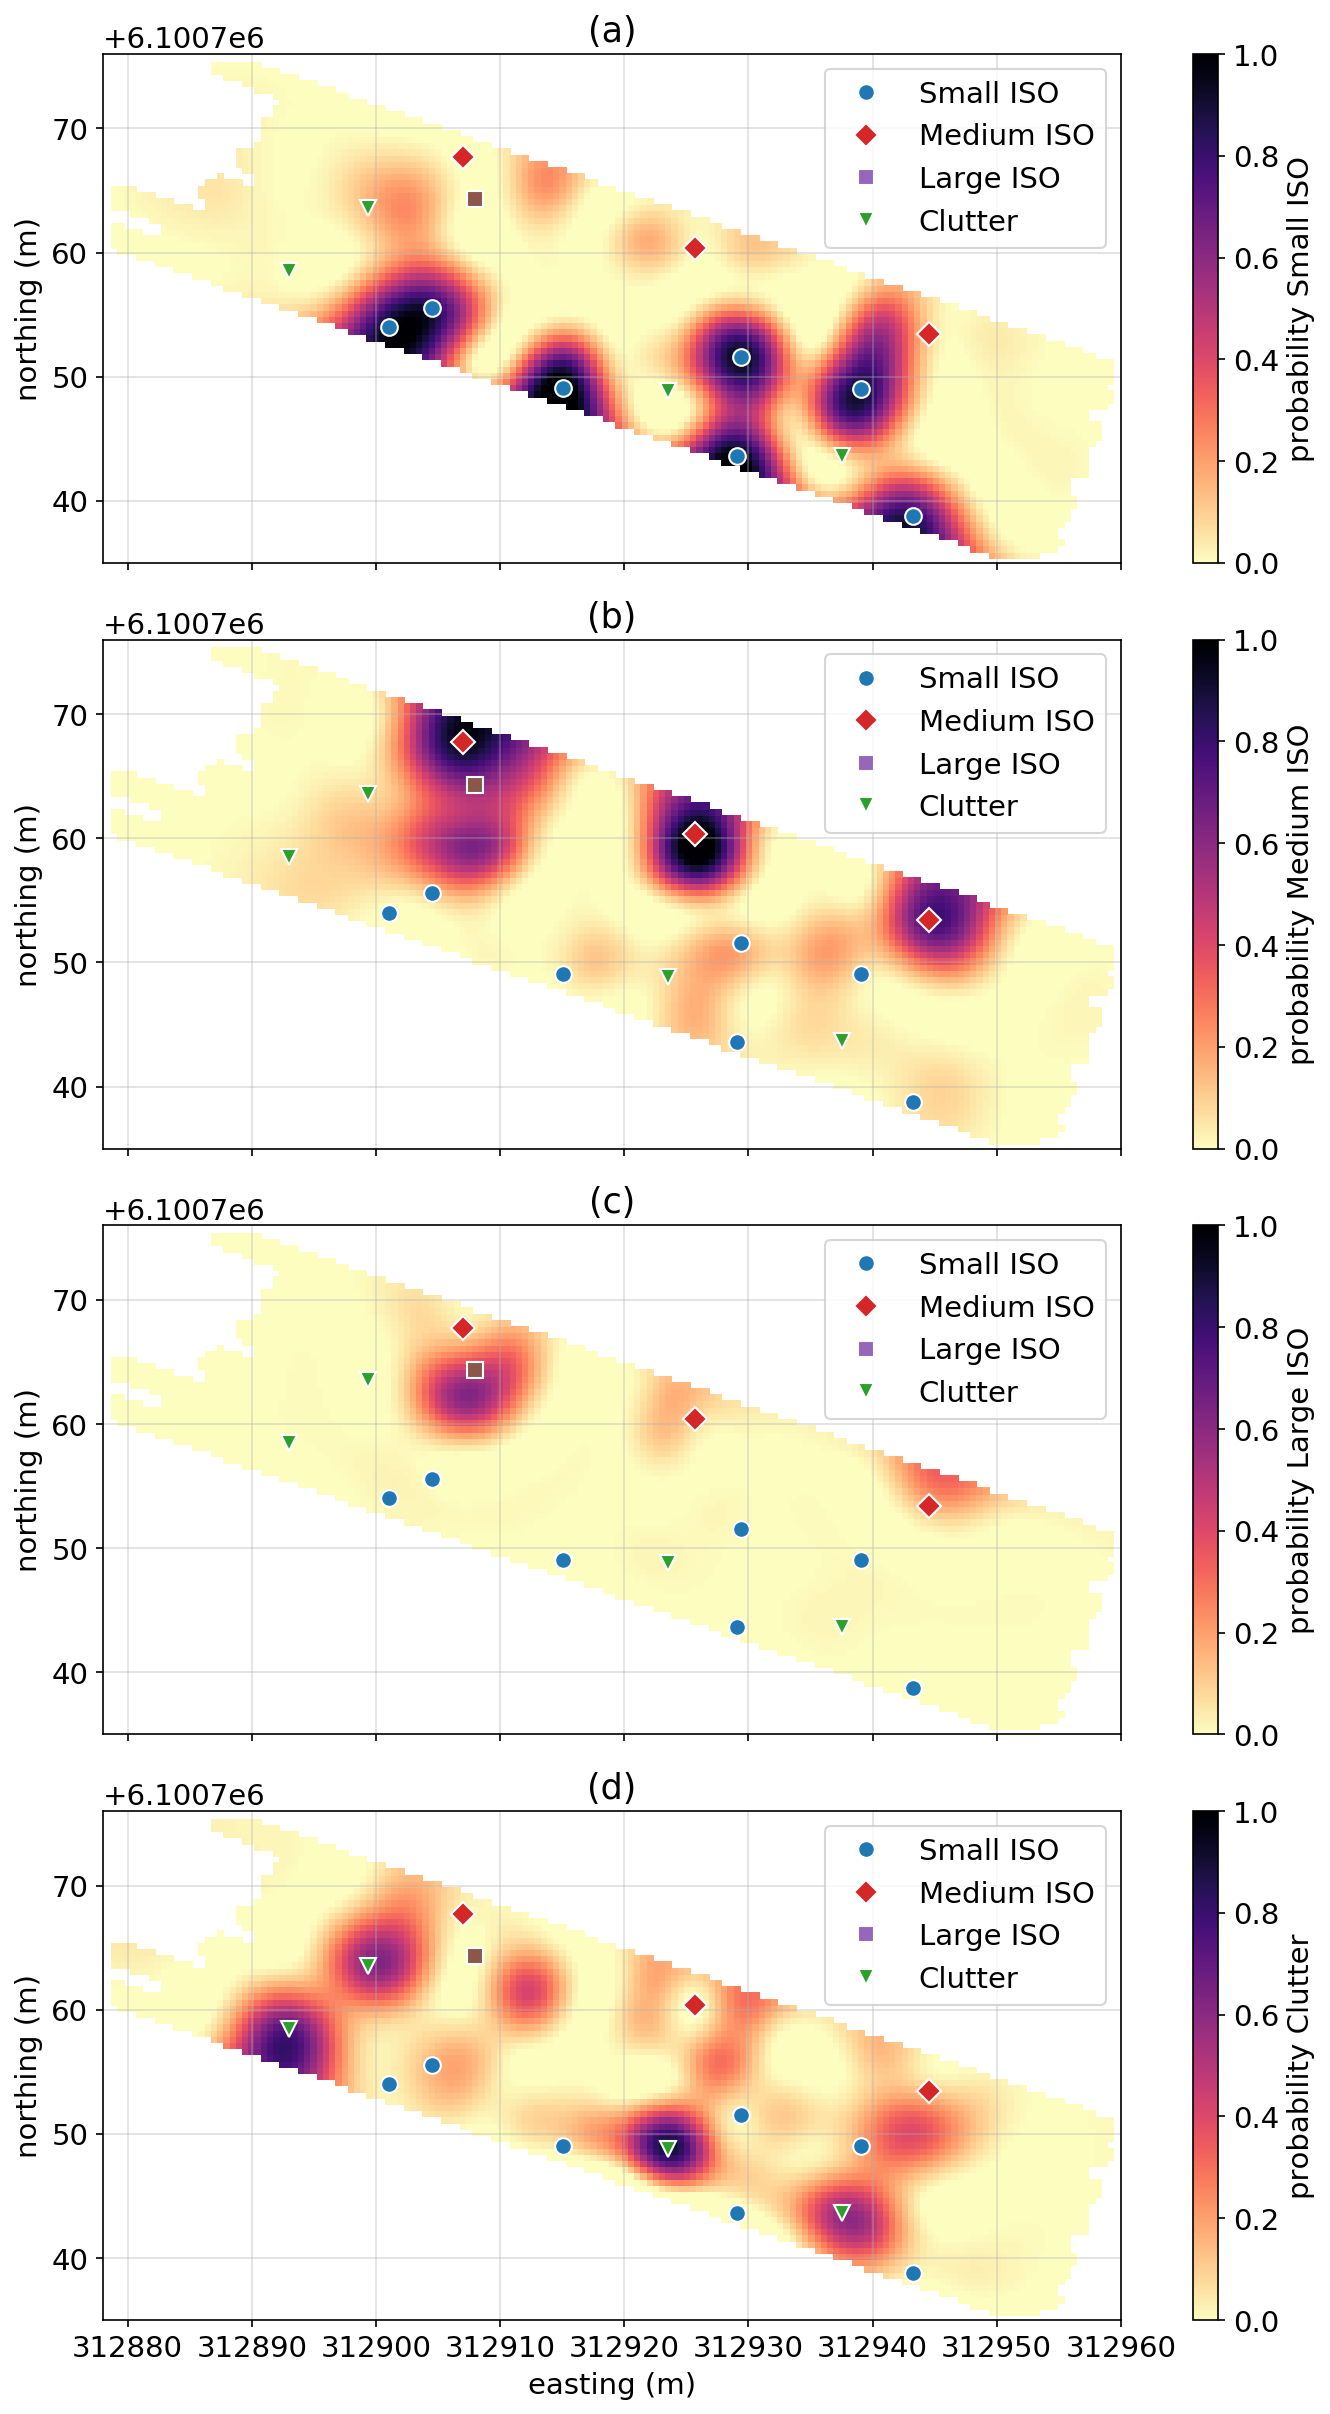 (a)
+6.1007e6
Small ISO
Medium ISO
Large ISO
Clutter
70
60
50
40
northing (m)
1.0
0.8
0.6
0.4
0.2
0.0
probability Small ISO
(b)
+6.1007e6
Small ISO
Medium ISO
Large ISO
Clutter
70
60
50
40
northing (m)
1.0
0.8
0.6
0.4
0.2
0.0
probability Medium ISO
(c)
+6.1007e6
Small ISO
Medium ISO
Large ISO
Clutter
70
60
50
40
northing (m)
1.0
0.8
0.6
0.4
0.2
0.0
probability Large ISO
(d)
+6.1007e6
Small ISO
Medium ISO
Large ISO
Clutter
70
60
50
40
northing (m)
1.0
0.8
0.6
0.4
0.2
0.0
probability Clutter
312880 312890 312900 312910 312920 312930 312940 312950 312960
easting (m)